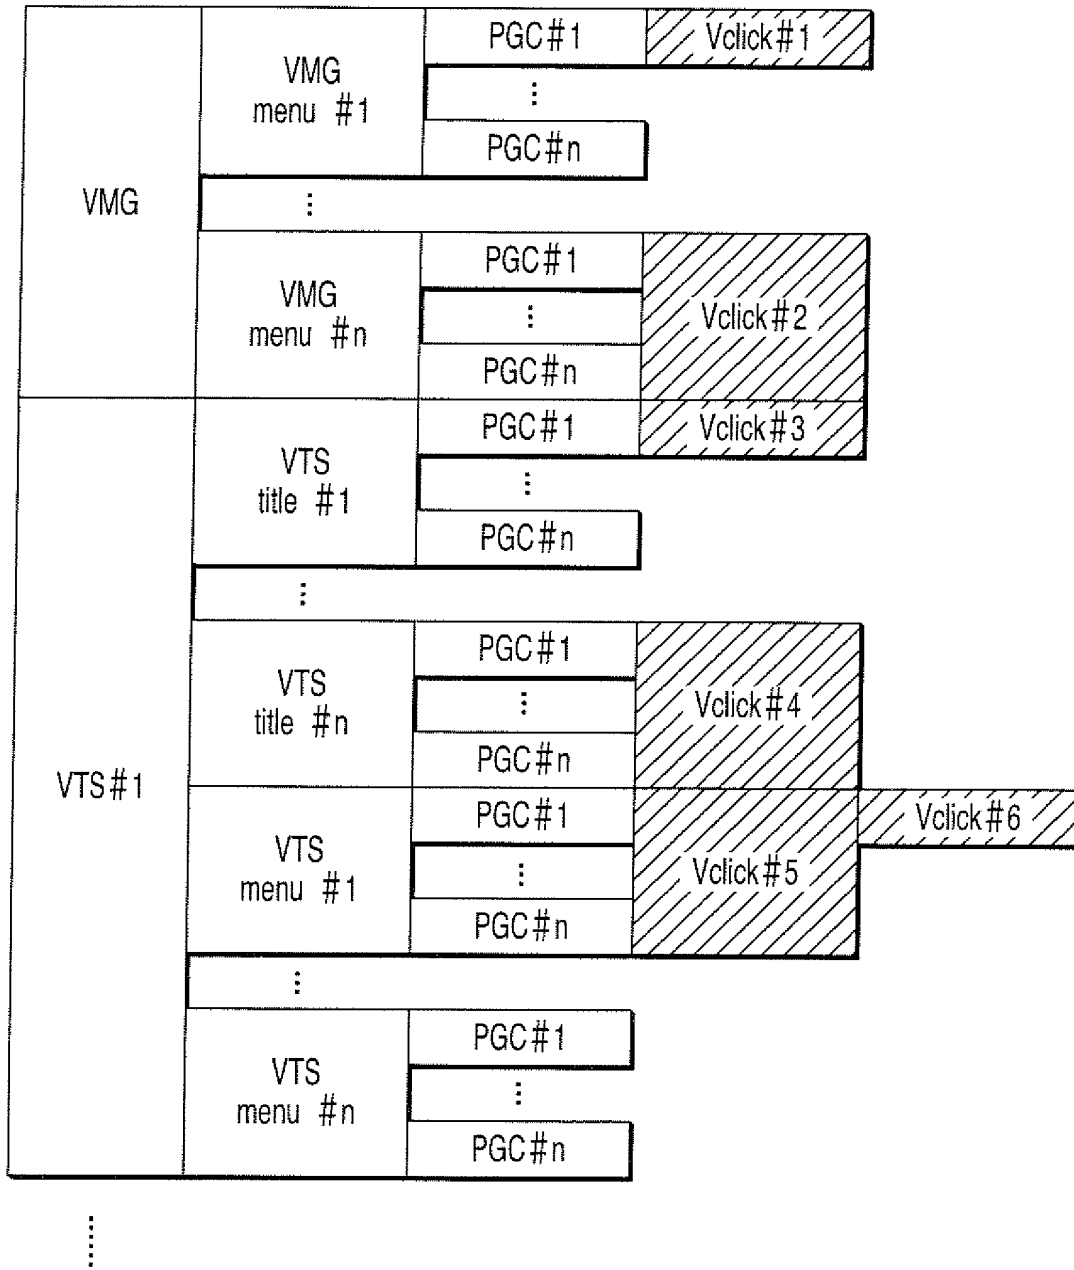 PGC#1
Vclick#1
VMG
menu #1
⋮
PGC#n
VMG
⋮
PGC#1
VMG
menu #n
⋮
Vclick#2
PGC#n
PGC#1
Vclick#3
VTS
title #1
⋮
PGC#n
⋮
PGC#1
VTS
title #n
⋮
Vclick#4
PGC#n
VTS#1
PGC#1
Vclick#6
VTS
menu #1
⋮
Vclick#5
PGC#n
⋮
PGC#1
VTS
menu #n
⋮
PGC#n
⋮